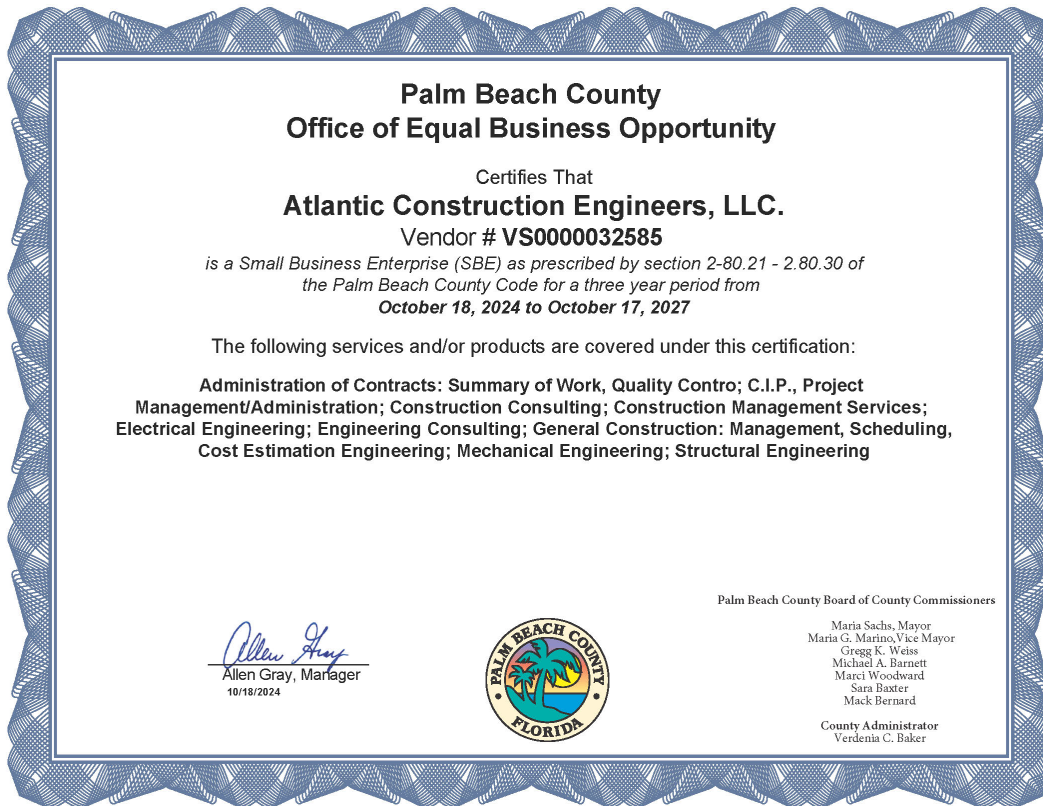 Palm Beach County
Office of Equal Business Opportunity
Certifies That
Atlantic Construction Engineers, LLC.
Vendor # VS0000032585
is a Small Business Enterprise (SBE) as prescribed by section 2-80.21 - 2.80.30 of
the Palm Beach County Code for a three year period from
October 18, 2024 to October 17, 2027
The following services and/or products are covered under this certification:
Administration of Contracts: Summary of Work, Quality Contro; C.I.P., Project
Management/Administration; Construction Consulting; Construction Management Services;
Electrical Engineering; Engineering Consulting; General Construction: Management, Scheduling,
Cost Estimation Engineering; Mechanical Engineering; Structural Engineering
Allen Gray
Allen Gray, Manager
10/18/2024
PALM BEACH COUNTY
FLORIDA
Palm Beach County Board of County Commissioners
Maria Sachs, Mayor
Maria G. Marino,Vice Mayor
Gregg K. Weiss
Michael A. Barnett
Marci Woodward
Sara Baxter
Mack Bernard
County Administrator
Verdenia C. Baker